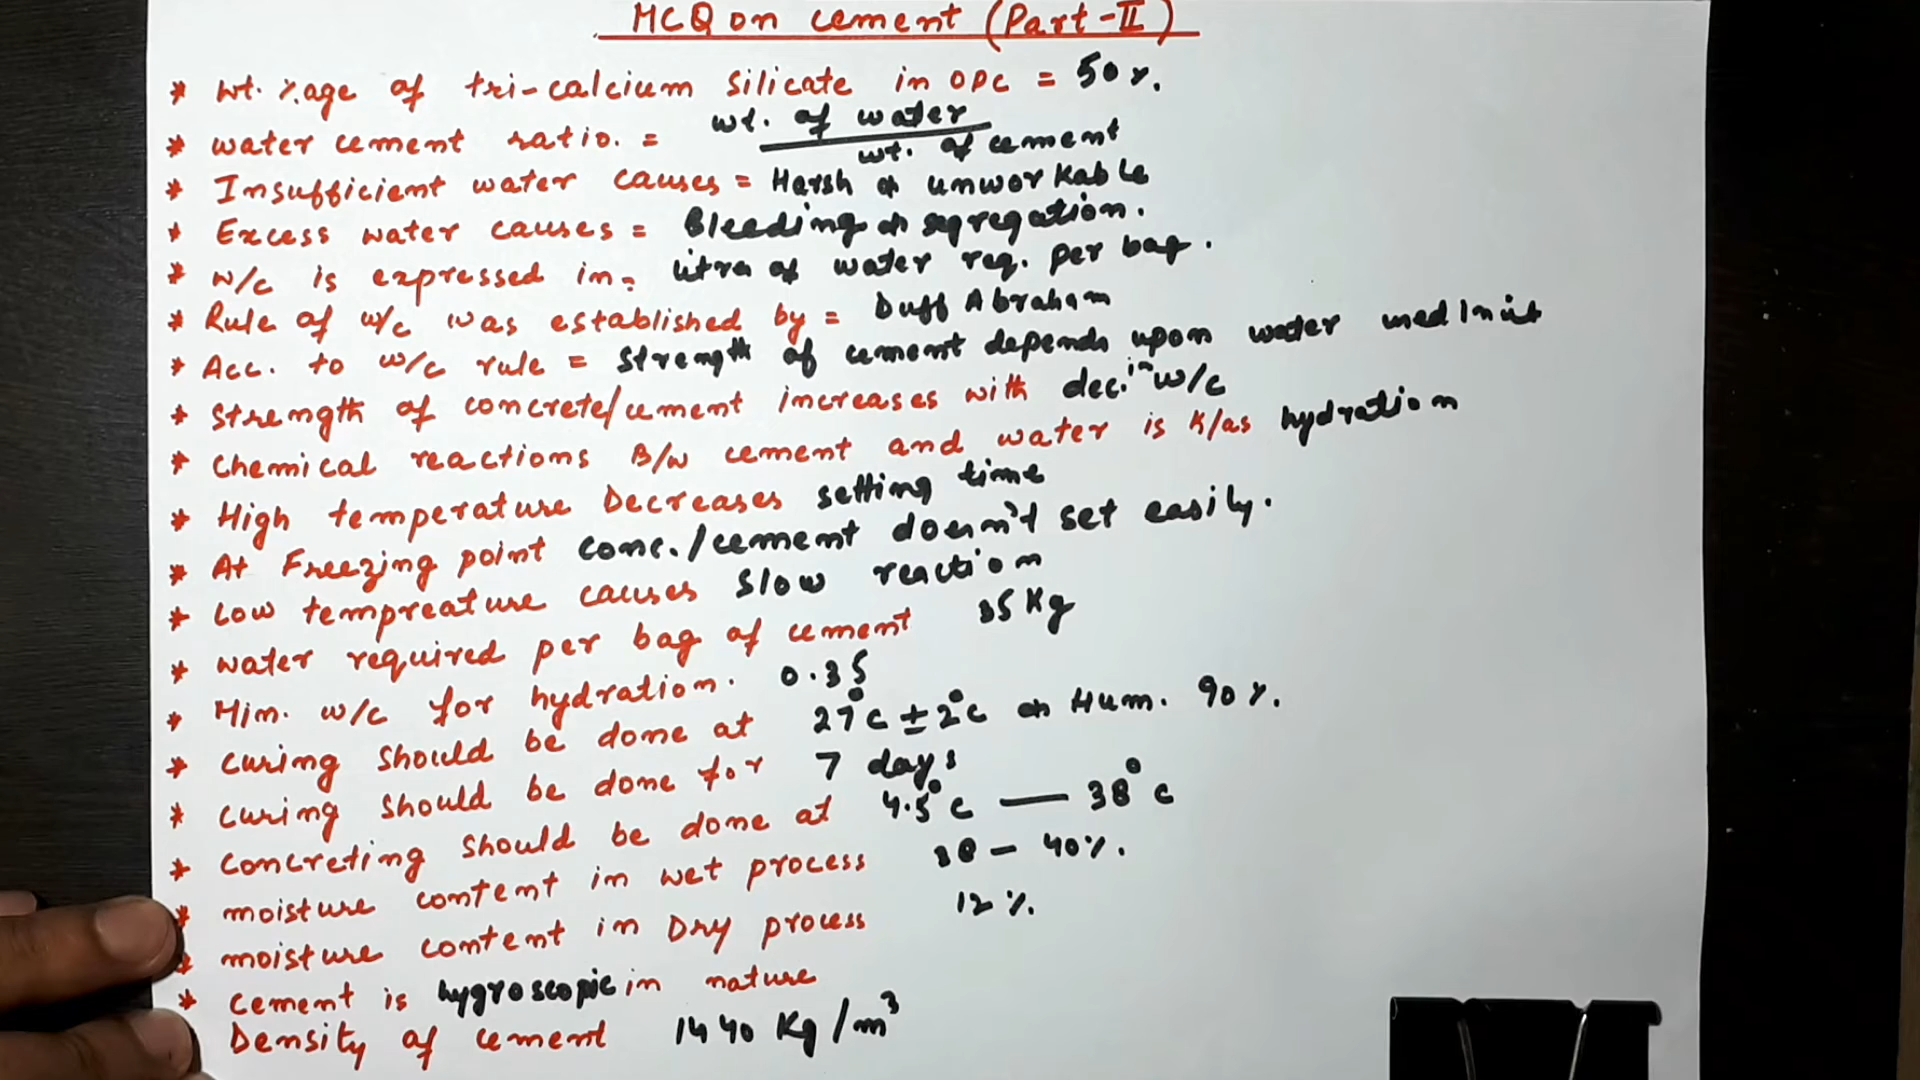 MCQ on cement (Part-II)
* wt. %age of tri-calcium silicate in OPC = 50%.
* water cement ratio. = wt. of water / wt. of cement
* Insufficient water causes = Harsh or unworkable
* Excess water causes = Bleeding or segregation.
* w/c is expressed in = litres of water req. per bag.
* Rule of w/c was established by = Duff Abraham
* Acc. to w/c rule = strength of cement depends upon water used in it
* strength of concrete/cement increases with dec. in w/c
* chemical reactions B/w cement and water is K/as hydration
* High temperature Decreases setting time
* At Freezing point conc./cement doesn't set easily.
* Low tempreature causes slow reaction
* water required per bag of cement 35 Kg
* Min. w/c for hydration. 0.35
* curing should be done at 27°c ± 2°c or Hum. 90%.
* curing should be done for 7 days
* concreting should be done at 4.5°c — 38°c
* moisture content in wet process - 40%.
* moisture content in Dry process 12%.
* cement is hygroscopic in nature
Density of cement 1440 Kg/m³